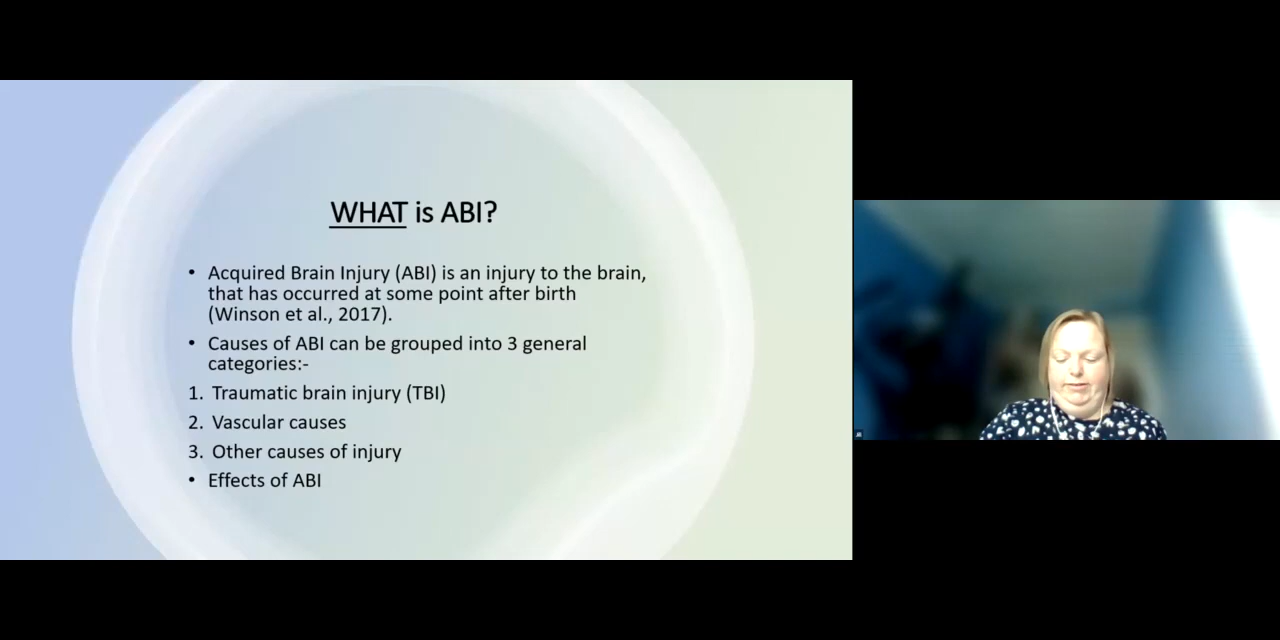 WHAT is ABI?
• Acquired Brain Injury (ABI) is an injury to the brain,
that has occurred at some point after birth
(Winson et al., 2017).
• Causes of ABI can be grouped into 3 general
categories:-
1. Traumatic brain injury (TBI)
2. Vascular causes
3. Other causes of injury
• Effects of ABI